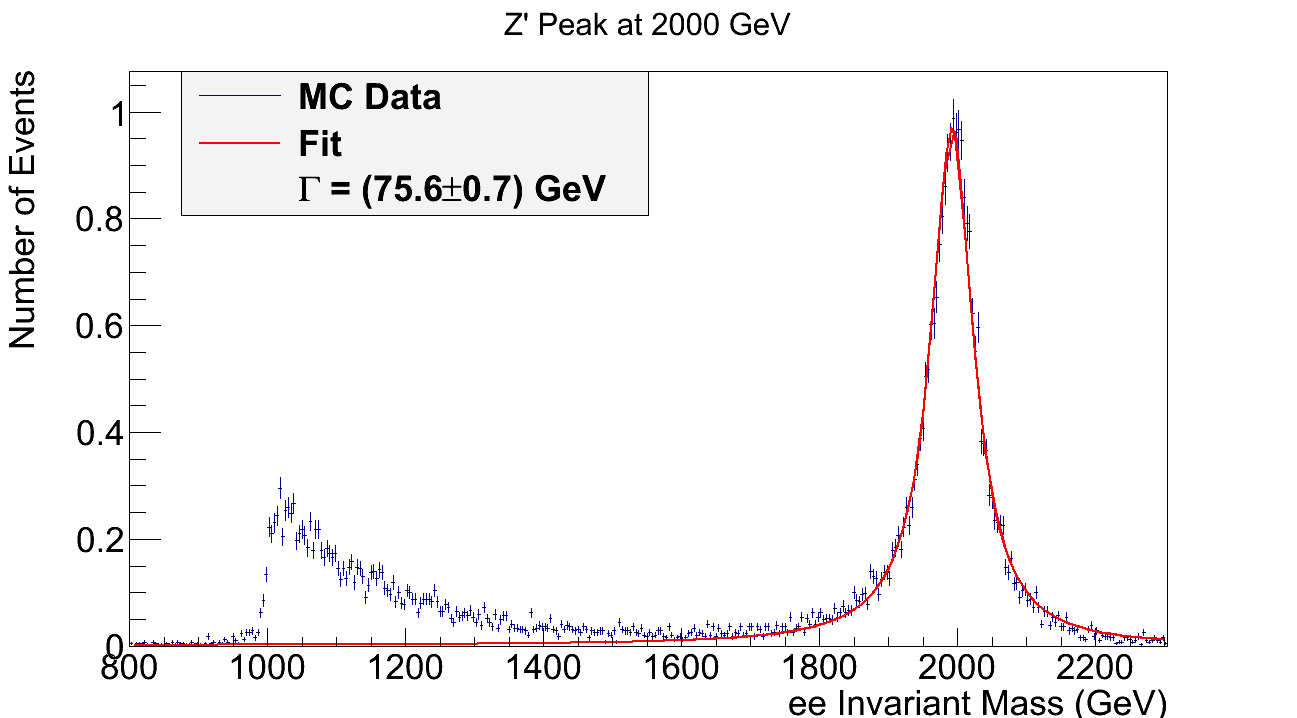 Z' Peak at 2000 GeV
Number of Events
MC Data
Fit
Γ = (75.6±0.7) GeV
1
0.8
0.6
0.4
0.2
0
800 1000 1200 1400 1600 1800 2000 2200
ee Invariant Mass (GeV)